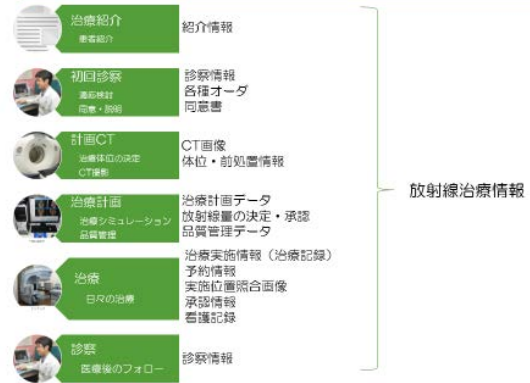 治療紹介
患者紹介
紹介情報
初回診察
適応検討
同意・説明
診察情報
各種オーダ
同意書
計画CT
治療体位の決定
CT撮影
CT画像
体位・前処置情報
治療計画
治療シミュレーション
品質管理
治療計画データ
放射線量の決定・承認
品質管理データ
治療
日々の治療
治療実施情報（治療記録）
予約情報
実施位置照合画像
承認情報
看護記録
診察
医療後のフォロー
診察情報
放射線治療情報